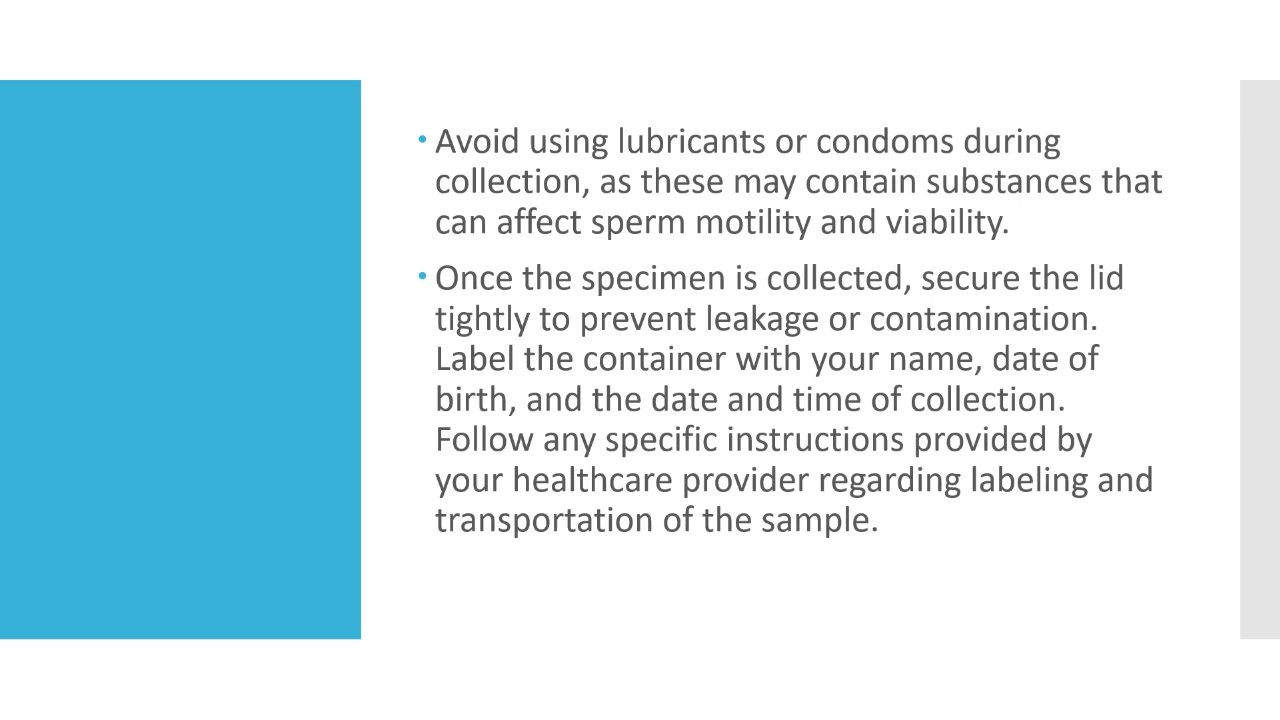 • Avoid using lubricants or condoms during
collection, as these may contain substances that
can affect sperm motility and viability.
• Once the specimen is collected, secure the lid
tightly to prevent leakage or contamination.
Label the container with your name, date of
birth, and the date and time of collection.
Follow any specific instructions provided by
your healthcare provider regarding labeling and
transportation of the sample.